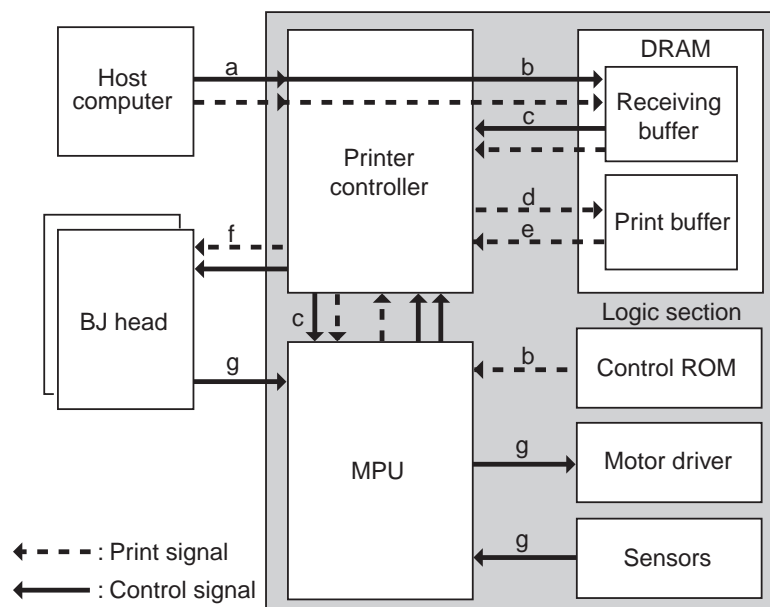 Host
computer
a
b
DRAM
Receiving
buffer
c
Printer
controller
d
e
Print buffer
f
BJ head
c
Logic section
g
b
Control ROM
MPU
g
Motor driver
g
Sensors
: Print signal
: Control signal